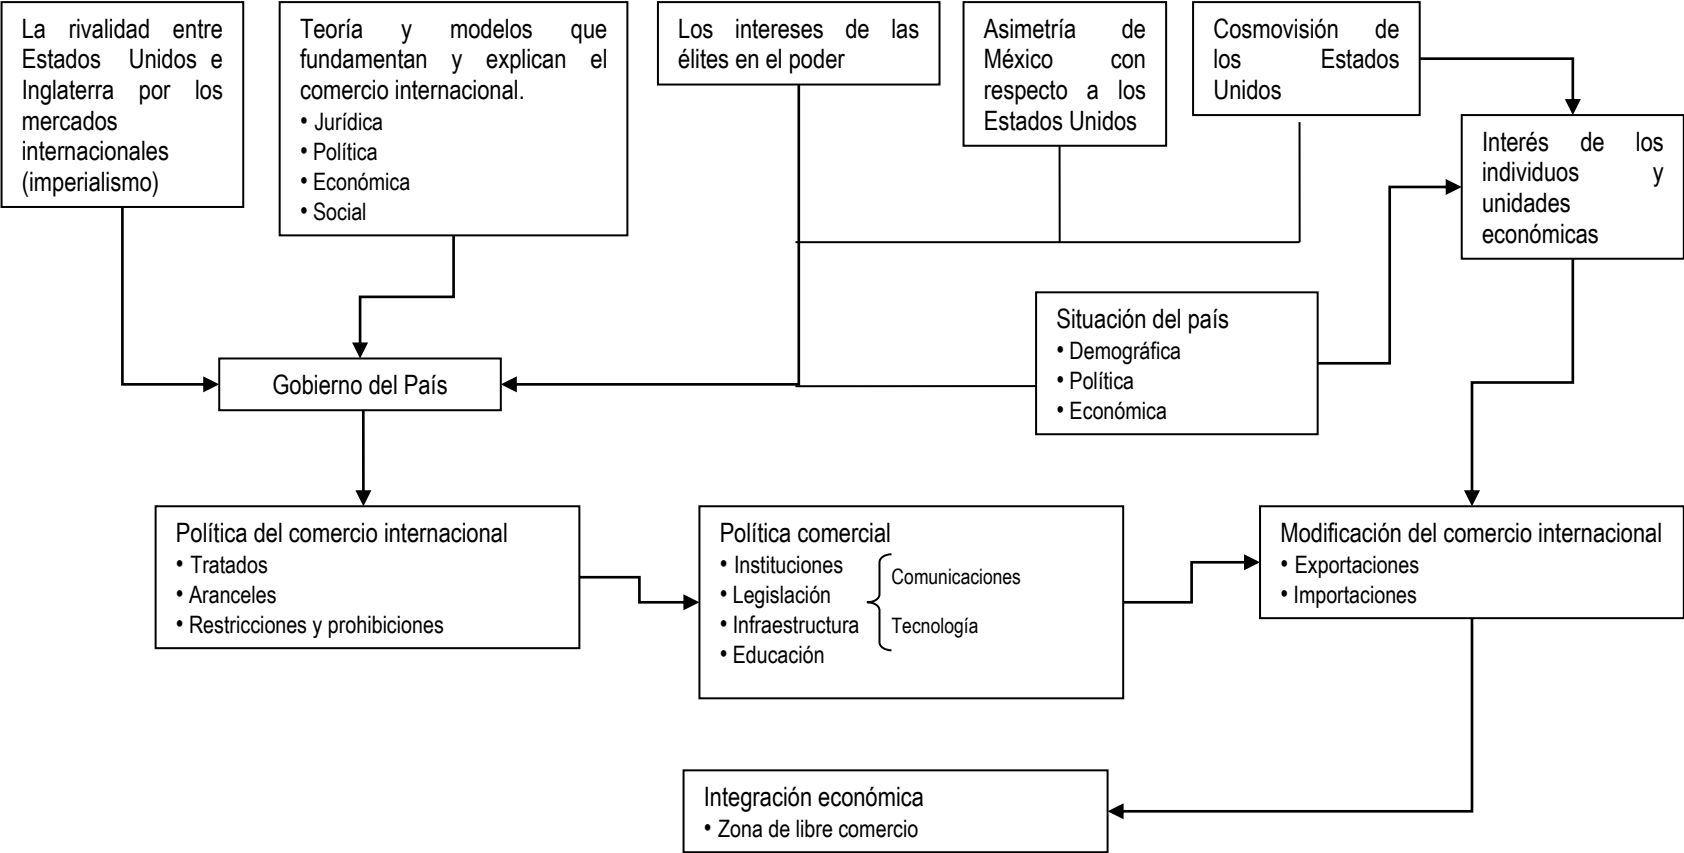 La rivalidad entre
Estados Unidos e
Inglaterra por los
mercados
internacionales
(imperialismo)
Teoría y modelos que
fundamentan y explican el
comercio internacional.
• Jurídica
• Política
• Económica
• Social
Los intereses de las
élites en el poder
Asimetría de
México con
respecto a los
Estados Unidos
Cosmovisión de
los Estados
Unidos
Interés de los
individuos y
unidades
económicas
Situación del país
• Demográfica
• Política
• Económica
Gobierno del País
Política del comercio internacional
• Tratados
• Aranceles
• Restricciones y prohibiciones
Política comercial
• Instituciones
• Legislación
• Infraestructura
• Educación
Comunicaciones
Tecnología
Modificación del comercio internacional
• Exportaciones
• Importaciones
Integración económica
• Zona de libre comercio